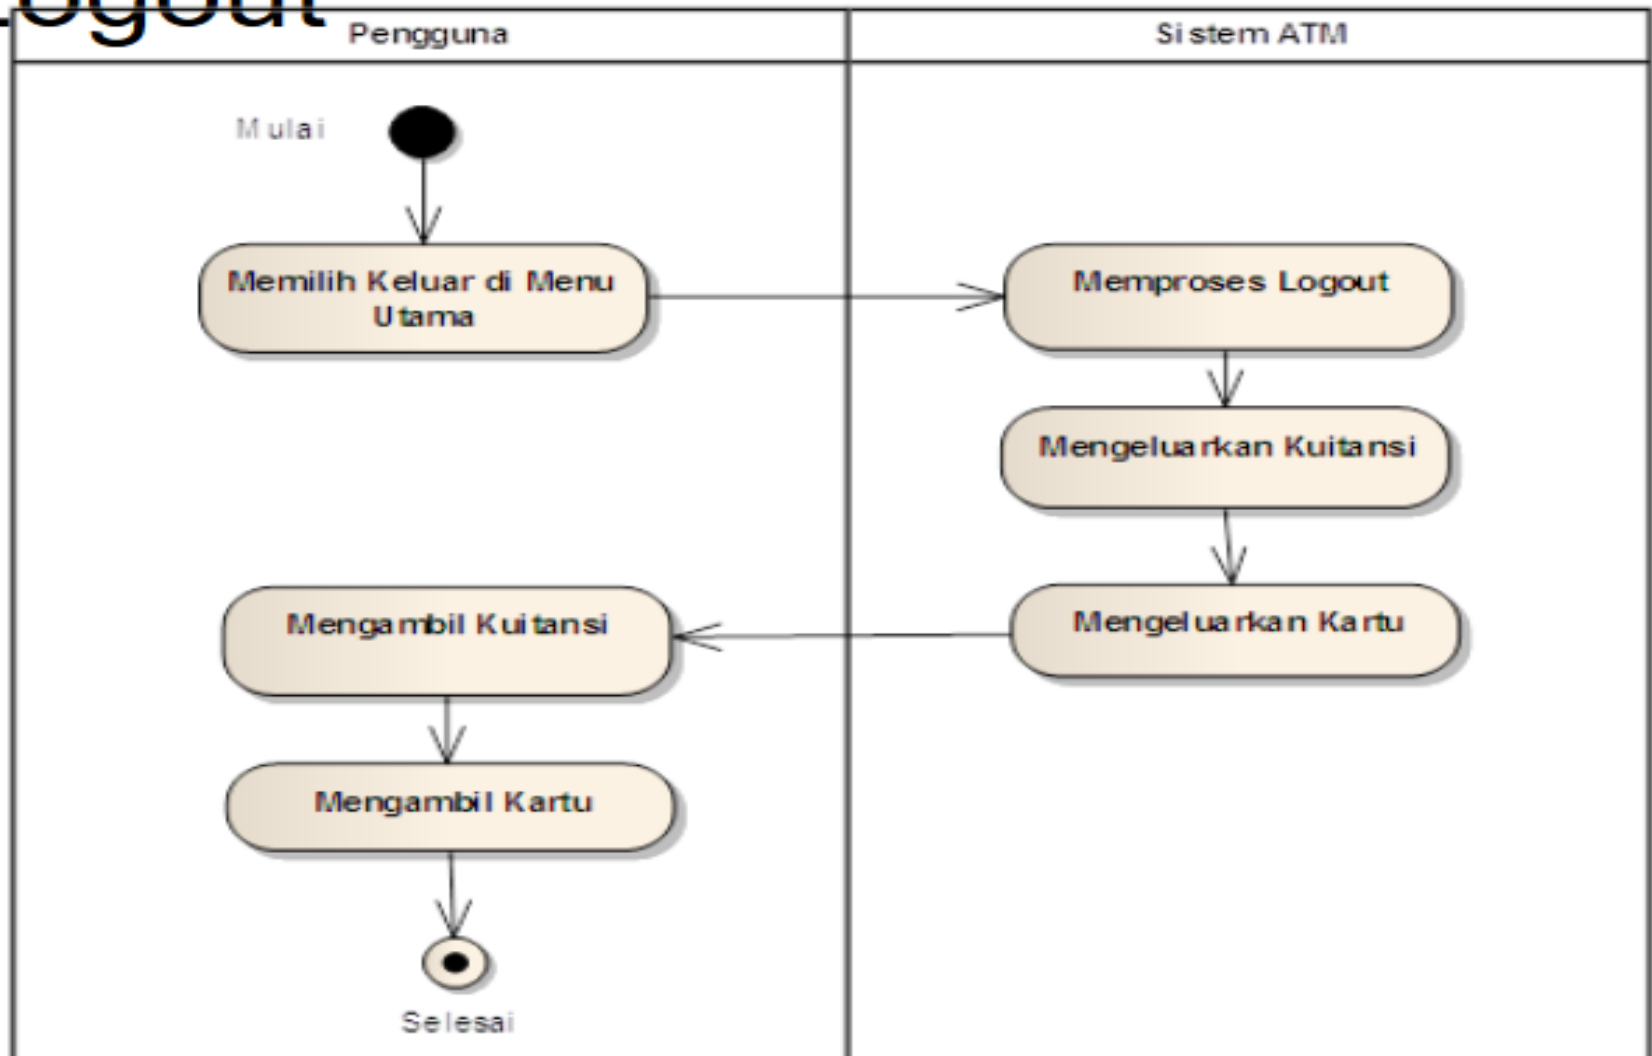 Logout
Pengguna
Sistem ATM
Mulai
Memilih Keluar di Menu
Utama
Memproses Logout
Mengeluarkan Kuitansi
Mengambil Kuitansi
Mengeluarkan Kartu
Mengambil Kartu
Selesai